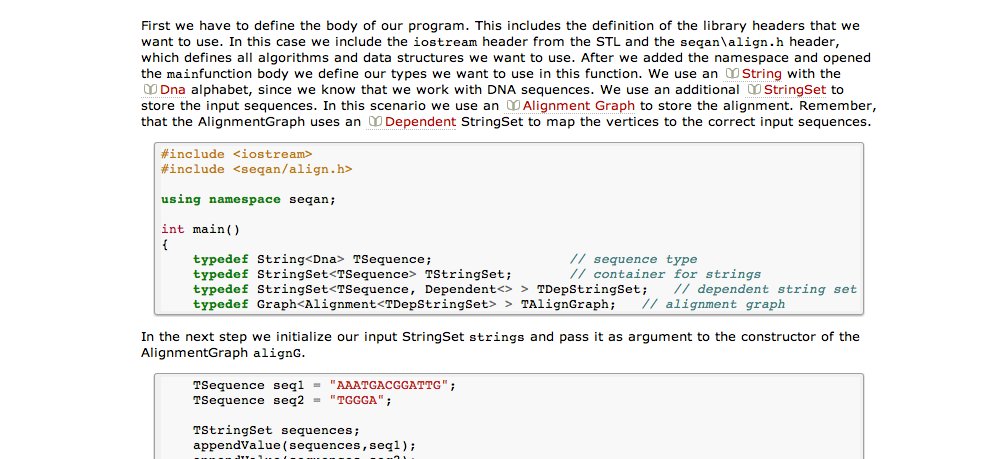 First we have to define the body of our program. This includes the definition of the library headers that we
want to use. In this case we include the iostream header from the STL and the seqan\align.h header,
which defines all algorithms and data structures we want to use. After we added the namespace and opened
the mainfunction body we define our types we want to use in this function. We use an String with the
Dna alphabet, since we know that we work with DNA sequences. We use an additional StringSet to
store the input sequences. In this scenario we use an Alignment Graph to store the alignment. Remember,
that the AlignmentGraph uses an Dependent StringSet to map the vertices to the correct input sequences.
#include <iostream>
#include <seqan/align.h>
using namespace seqan;
int main()
{
typedef String<Dna> TSequence; // sequence type
typedef StringSet<TSequence> TStringSet; // container for strings
typedef StringSet<TSequence, Dependent<> > TDepStringSet; // dependent string set
typedef Graph<Alignment<TDepStringSet> > TAlignGraph; // alignment graph
In the next step we initialize our input StringSet strings and pass it as argument to the constructor of the
AlignmentGraph alignG.
TSequence seq1 = "AAATGACGGATTG";
TSequence seq2 = "TGGGA";
TStringSet sequences;
appendValue(sequences,seq1);